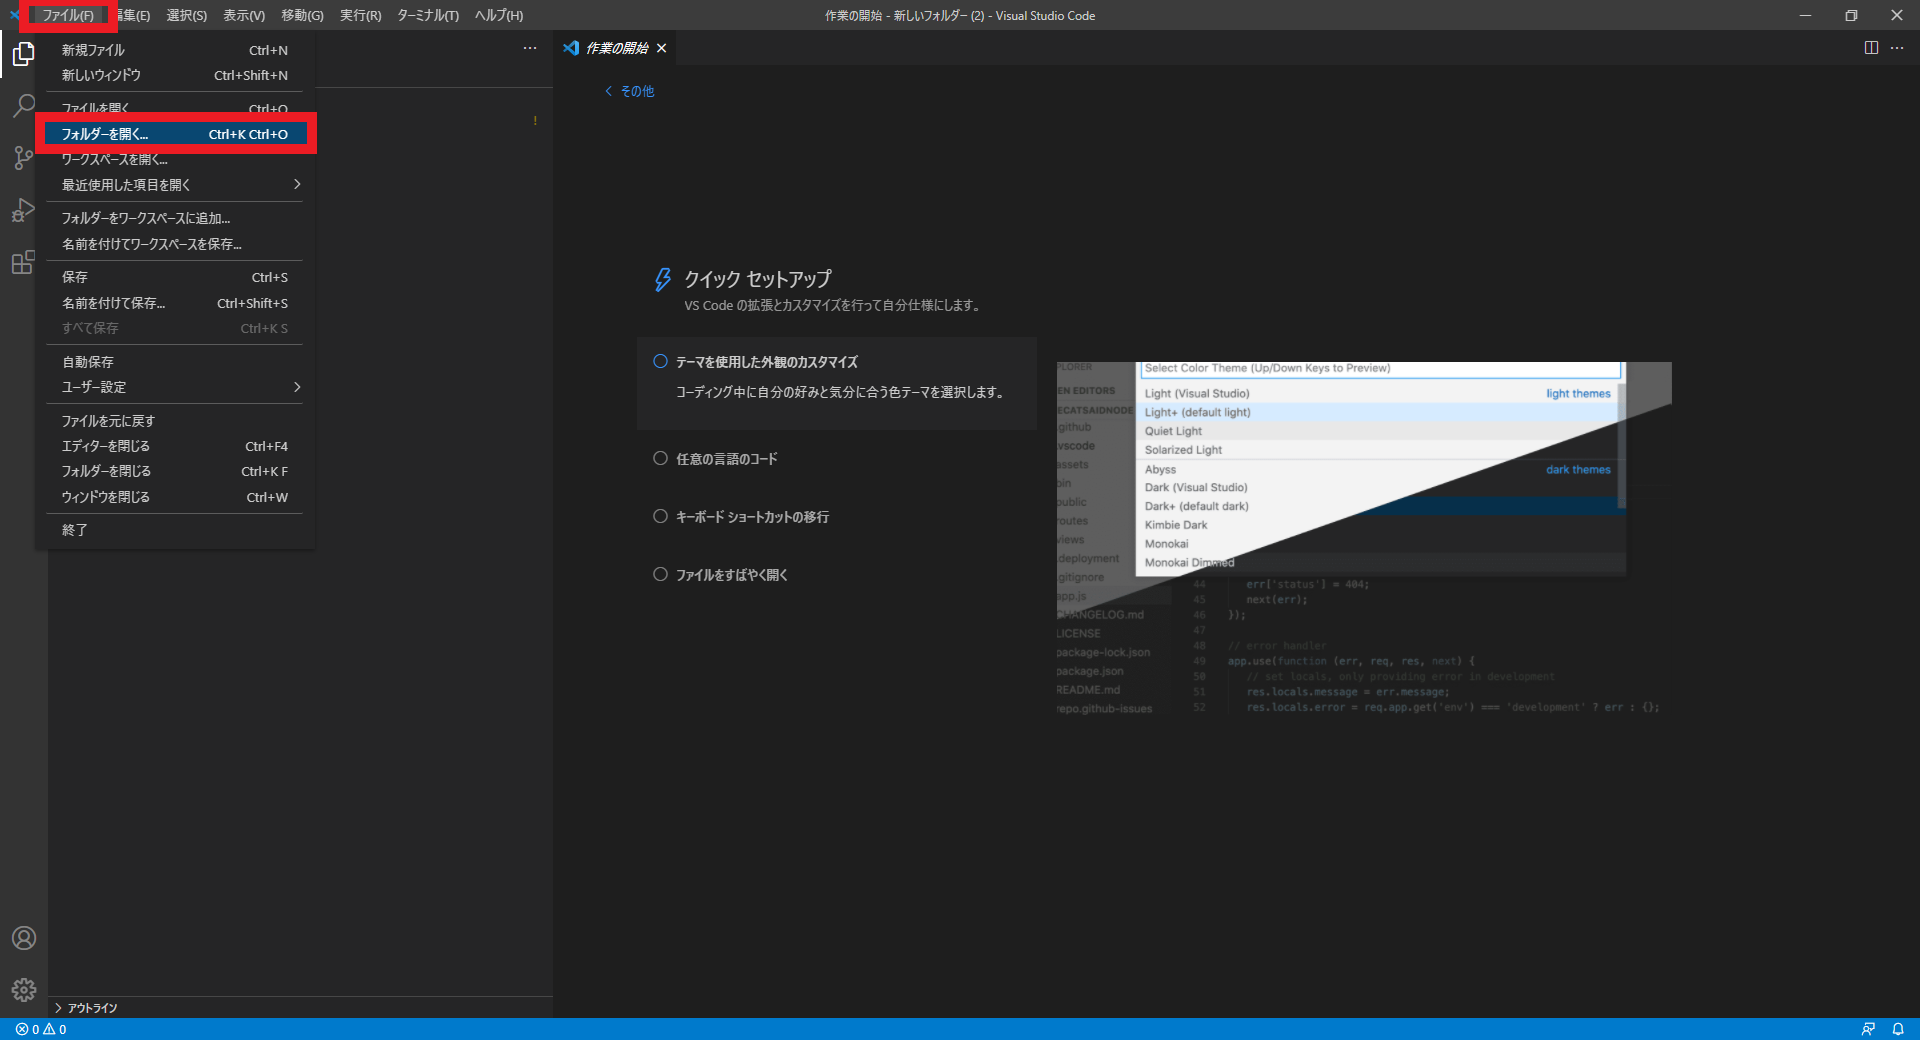 ファイル(F) 編集(E) 選択(S) 表示(V) 移動(G) 実行(R) ターミナル(T) ヘルプ(H)
作業の開始 - 新しいフォルダー (2) - Visual Studio Code
新規ファイル Ctrl+N
新しいウィンドウ Ctrl+Shift+N
ファイルを開く... Ctrl+O
フォルダーを開く... Ctrl+K Ctrl+O
ワークスペースを開く...
最近使用した項目を開く
フォルダーをワークスペースに追加...
名前を付けてワークスペースを保存...
保存 Ctrl+S
名前を付けて保存... Ctrl+Shift+S
すべて保存 Ctrl+K S
自動保存
ユーザー設定
ファイルを元に戻す
エディターを閉じる Ctrl+F4
フォルダーを閉じる Ctrl+K F
ウィンドウを閉じる Ctrl+W
終了
アウトライン
0 0
作業の開始
その他
クイック セットアップ
VS Code の拡張とカスタマイズを行って自分仕様にします。
テーマを使用した外観のカスタマイズ
コーディング中に自分の好みと気分に合う色テーマを選択します。
任意の言語のコード
キーボード ショートカットの移行
ファイルをすばやく開く
PLORER
EN EDITORS
ECATSAIDNODE
.github
.vscode
assets
bin
public
routes
views
.deployment
.gitignore
app.js
CHANGELOG.md
LICENSE
package-lock.json
package.json
README.md
repo.github-issues
Select Color Theme (Up/Down Keys to Preview)
Light (Visual Studio) light themes
Light+ (default light)
Quiet Light
Solarized Light
Abyss dark themes
Dark (Visual Studio)
Dark+ (default dark)
Kimbie Dark
Monokai
Monokai Dimmed
44 err['status'] = 404;
45 next(err);
46 });
47
48 // error handler
49 app.use(function (err, req, res, next) {
50 // set locals, only providing error in development
51 res.locals.message = err.message;
52 res.locals.error = req.app.get('env') === 'development' ? err : {};